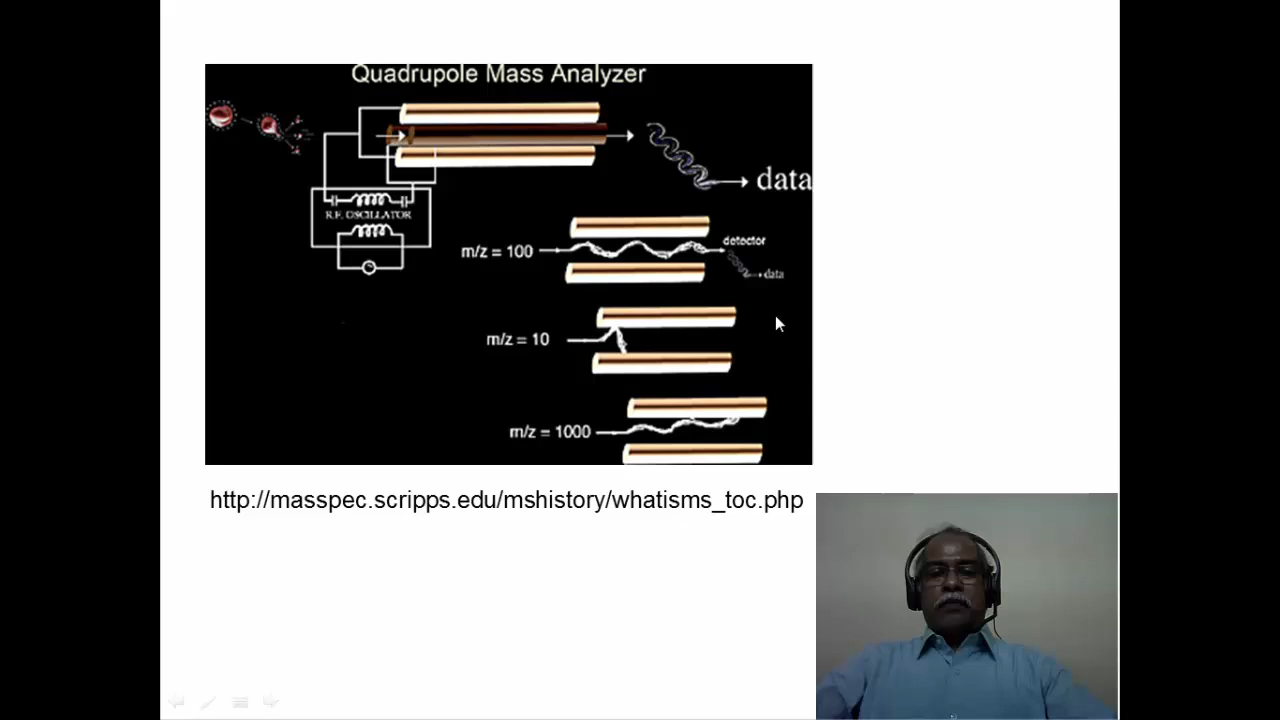 Quadrupole Mass Analyzer
data
R.F. OSCILLATOR
m/z = 100
detector
data
m/z = 10
m/z = 1000
http://masspec.scripps.edu/mshistory/whatisms_toc.php